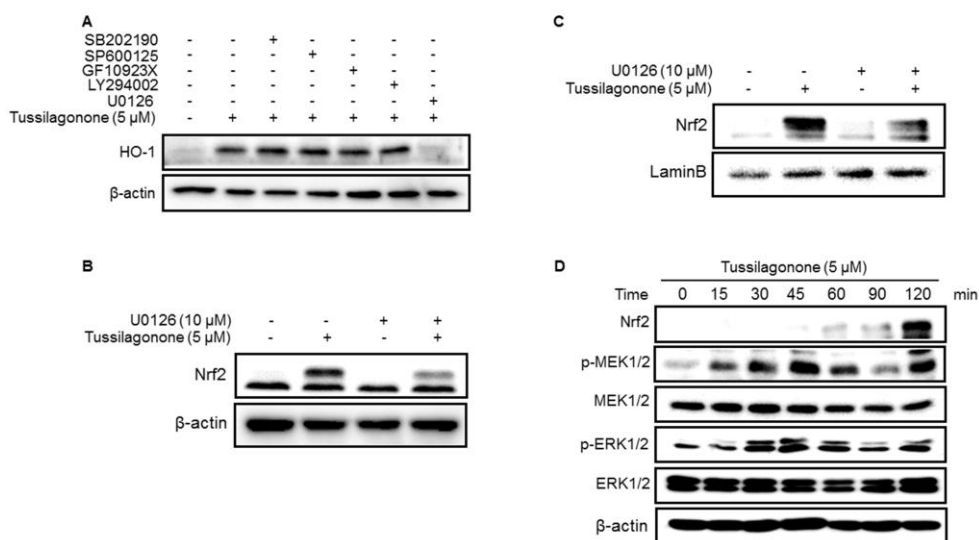 A
SB202190 - - + - - - -
SP600125 - - - + - - -
GF10923X - - - - + - -
LY294002 - - - - - + -
U0126 - - - - - - +
Tussilagonone (5 μM) - + + + + + +
HO-1
β-actin
B
U0126 (10 μM) - - + +
Tussilagonone (5 μM) - + - +
Nrf2
β-actin
C
U0126 (10 μM) - - + +
Tussilagonone (5 μM) - + - +
Nrf2
LaminB
D
Tussilagonone (5 μM)
Time 0 15 30 45 60 90 120 min
Nrf2
p-MEK1/2
MEK1/2
p-ERK1/2
ERK1/2
β-actin